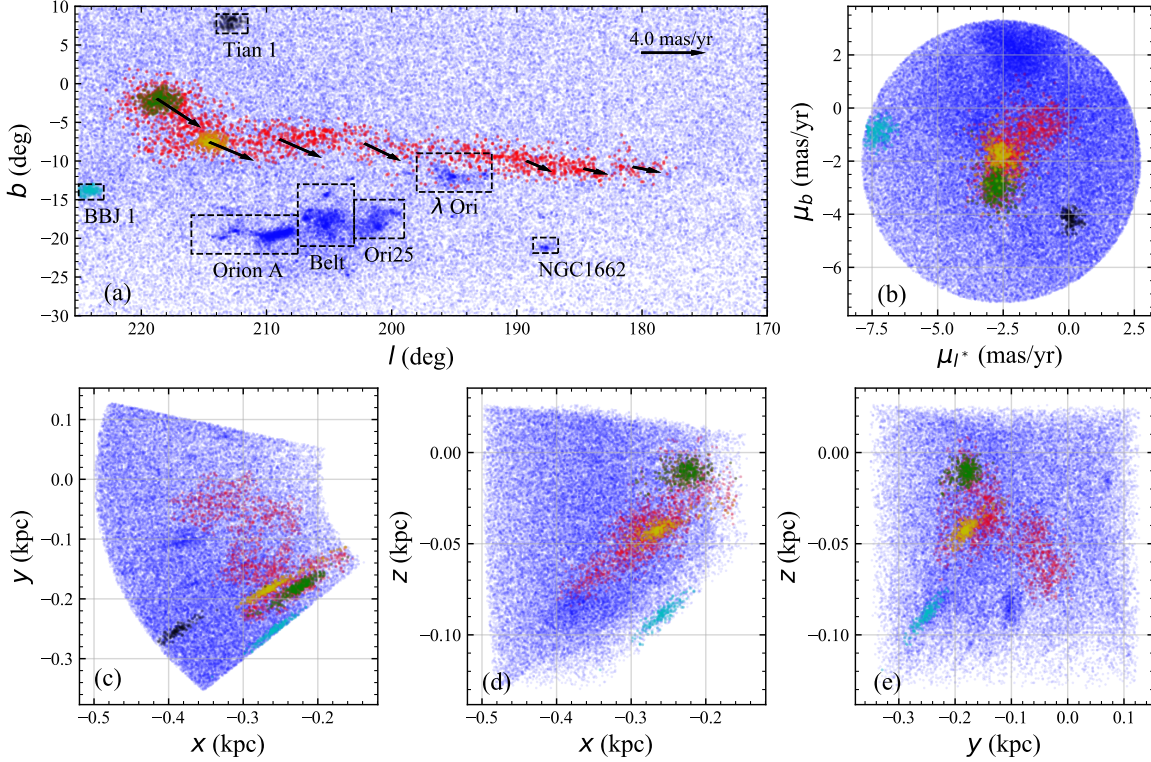 10
5
0
−5
−10
−15
−20
−25
−30
b (deg)
Tian 1
4.0 mas/yr
BBJ 1
Orion A
Belt
Ori25
λ Ori
NGC1662
(a)
220 210 200 190 180 170
l (deg)
2
0
−2
−4
−6
μb (mas/yr)
(b)
−7.5 −5.0 −2.5 0.0 2.5
μl* (mas/yr)
0.1
0.0
−0.1
−0.2
−0.3
y (kpc)
(c)
−0.5 −0.4 −0.3 −0.2
x (kpc)
0.00
−0.05
−0.10
z (kpc)
(d)
−0.5 −0.4 −0.3 −0.2
x (kpc)
0.00
−0.05
−0.10
z (kpc)
(e)
−0.3 −0.2 −0.1 0.0 0.1
y (kpc)